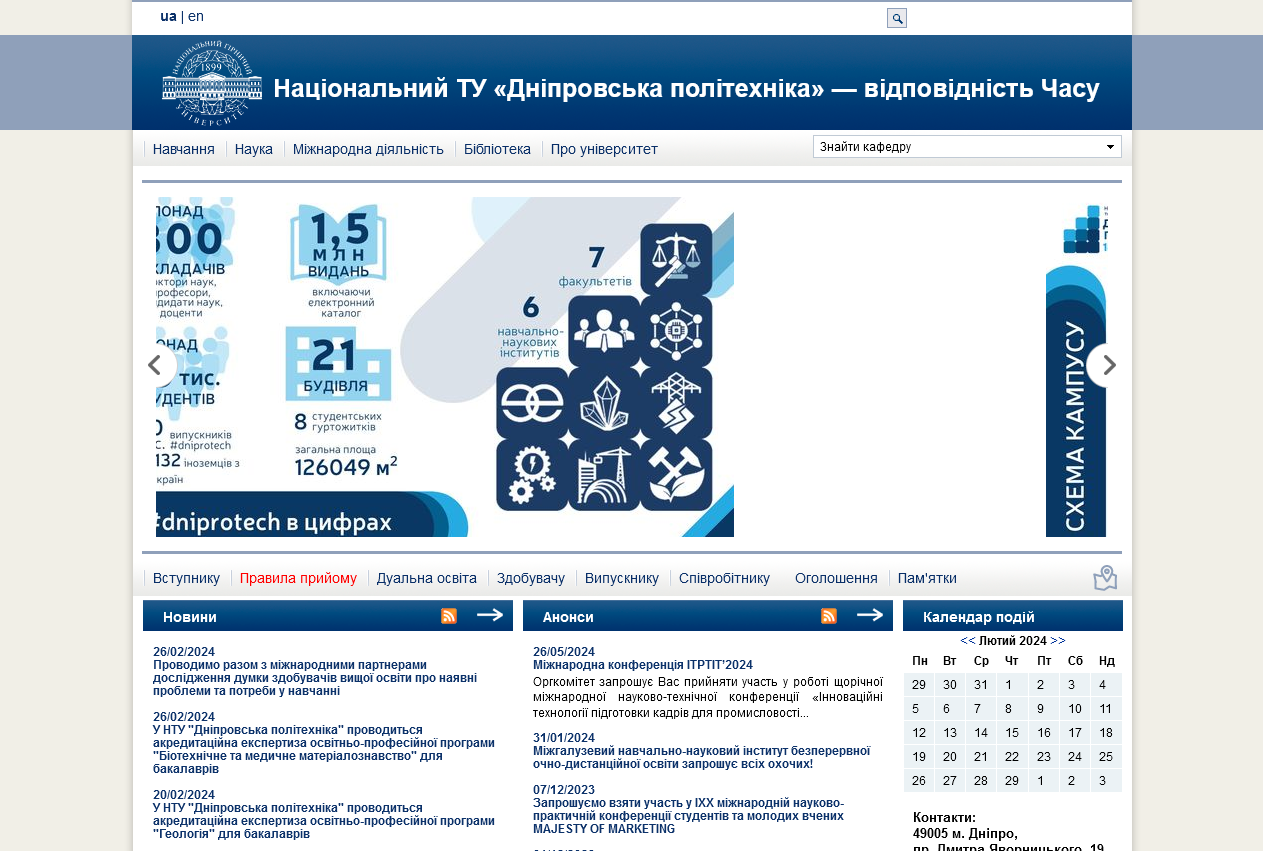 ua | en
НАЦІОНАЛЬНИЙ ГІРНИЧИЙ
1899
УНІВЕРСИТЕТ
Національний ТУ «Дніпровська політехніка» — відповідність Часу
Навчання
Наука
Міжнародна діяльність
Бібліотека
Про університет
Знайти кафедру
1,5
МЛН
ВИДАНЬ
включаючи
електронний
каталог
21
БУДІВЛЯ
8 студентських
гуртожитків
загальна площа
126049 м²
7
факультетів
6
навчально-
наукових
інститутів
доценти
тис.
випускників
#dniprotech
132 іноземців з
країн
#dniprotech в цифрах
СХЕМА КАМПУСУ
Вступнику
Правила прийому
Дуальна освіта
Здобувачу
Випускнику
Співробітнику
Оголошення
Пам'ятки
Новини
26/02/2024
Проводимо разом з міжнародними партнерами
дослідження думки здобувачів вищої освіти про наявні
проблеми та потреби у навчанні
26/02/2024
У НТУ "Дніпровська політехніка" проводиться
акредитаційна експертиза освітньо-професійної програми
"Біотехнічне та медичне матеріалознавство" для
бакалаврів
20/02/2024
У НТУ "Дніпровська політехніка" проводиться
акредитаційна експертиза освітньо-професійної програми
"Геологія" для бакалаврів
Анонси
26/05/2024
Міжнародна конференція ІТРТІТ’2024
Оргкомітет запрошує Вас прийняти участь у роботі щорічної
міжнародної науково-технічної конференції «Інноваційні
технології підготовки кадрів для промисловості...
31/01/2024
Міжгалузевий навчально-науковий інститут безперервної
очно-дистанційної освіти запрошує всіх охочих!
07/12/2023
Запрошуємо взяти участь у ІХХ міжнародній науково-
практичній конференції студентів та молодих вчених
MAJESTY OF MARKETING
Календар подій
<< Лютий 2024 >>
Пн Вт Ср Чт Пт Сб Нд
29 30 31 1 2 3 4
5 6 7 8 9 10 11
12 13 14 15 16 17 18
19 20 21 22 23 24 25
26 27 28 29 1 2 3
Контакти:
49005 м. Дніпро,
пр. Дмитра Яворницького, 19